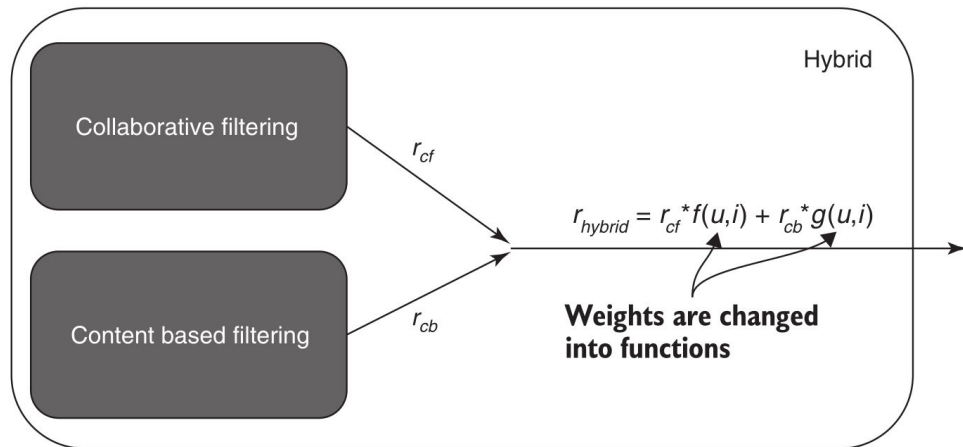 Hybrid
Collaborative filtering
r_cf
r_hybrid = r_cf*f(u,i) + r_cb*g(u,i)
Content based filtering
r_cb
Weights are changed
into functions